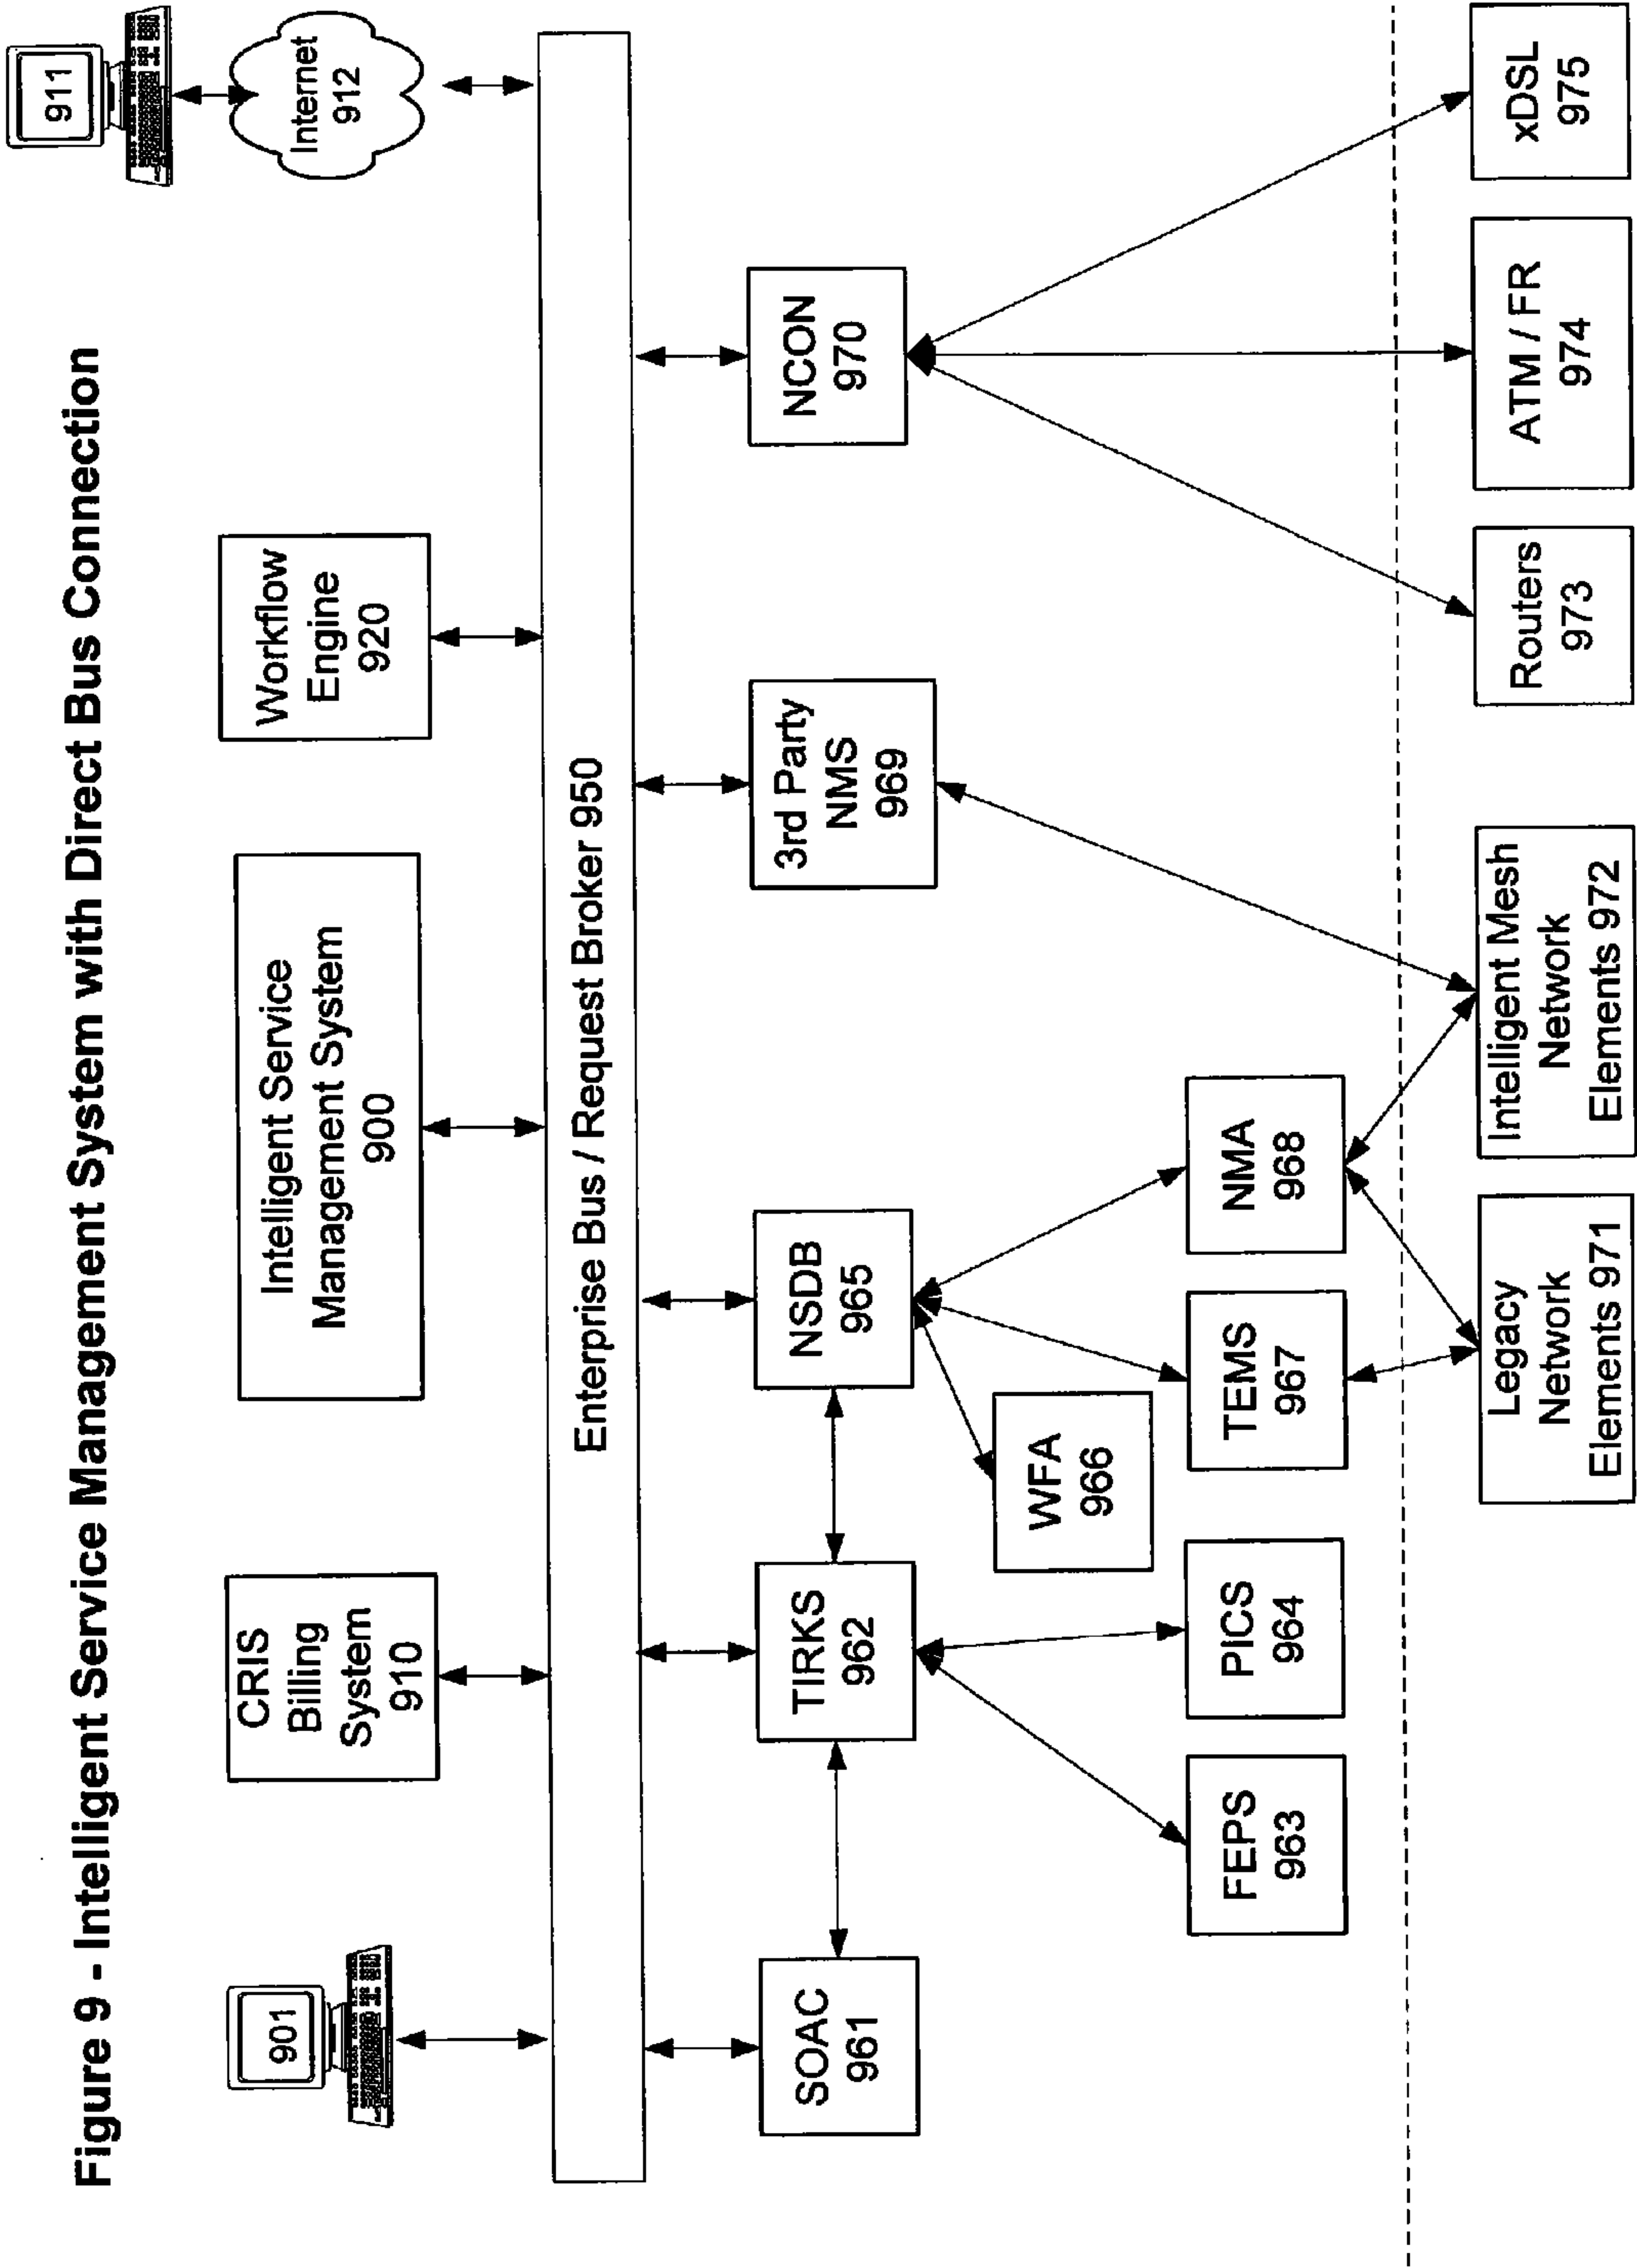 Figure 9 - Intelligent Service Management System with Direct Bus Connection
901
CRIS
Billing
System
910
Intelligent Service
Management System
900
Workflow
Engine
920
911
Internet
912
Enterprise Bus / Request Broker 950
SOAC
961
TIRKS
962
NSDB
965
3rd Party
NMS
969
NCON
970
WFA
966
FEPS
963
PICS
964
TEMS
967
NMA
968
Legacy
Network
Elements 971
Intelligent Mesh
Network
Elements 972
Routers
973
ATM / FR
974
xDSL
975